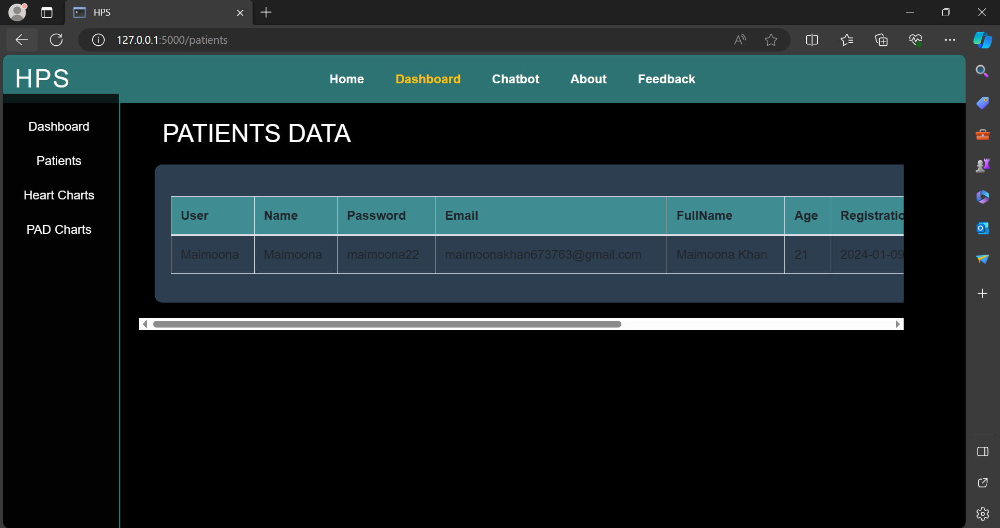 HPS
127.0.0.1:5000/patients
HPS
Home Dashboard Chatbot About Feedback
Dashboard
Patients
Heart Charts
PAD Charts
PATIENTS DATA
User Name Password Email FullName Age Registratio
Maimoona Maimoona maimoona22 maimoonakhan673763@gmail.com Maimoona Khan 21 2024-01-09